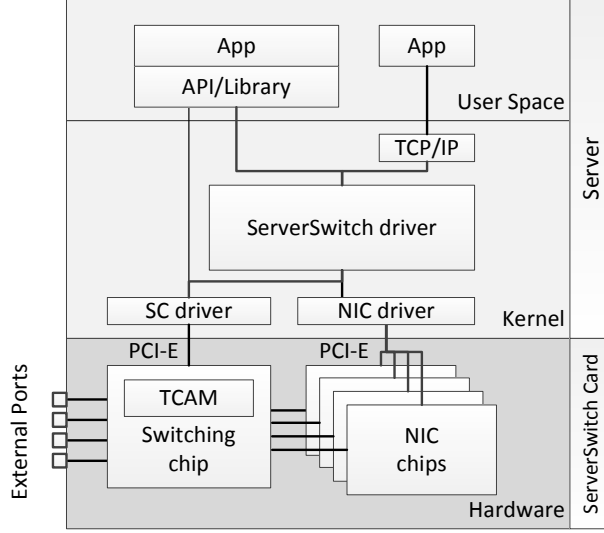 App
App
API/Library
User Space
TCP/IP
Server
ServerSwitch driver
SC driver
NIC driver
Kernel
PCI-E
PCI-E
TCAM
Switching
chip
NIC
chips
External Ports
Hardware
ServerSwitch Card